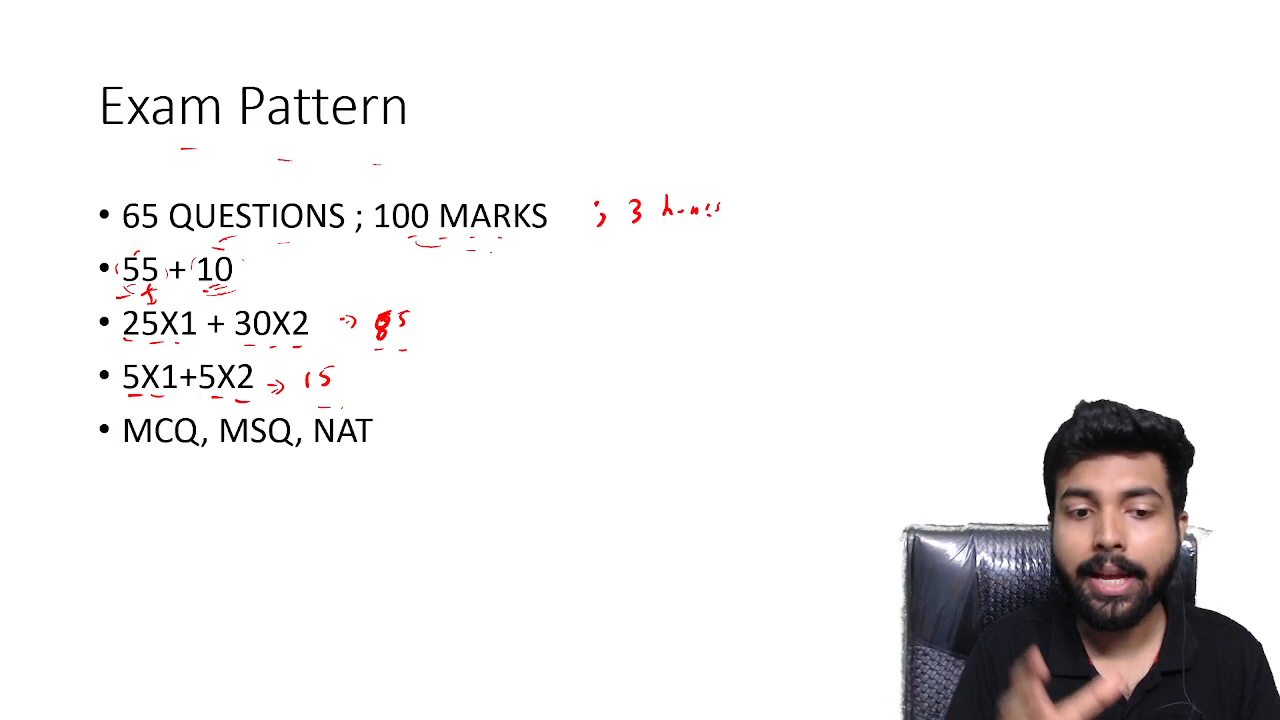 Exam Pattern
• 65 QUESTIONS ; 100 MARKS ; 3 hours
• 55 + 10
• 25X1 + 30X2 => 85
• 5X1+5X2 => 15
• MCQ, MSQ, NAT